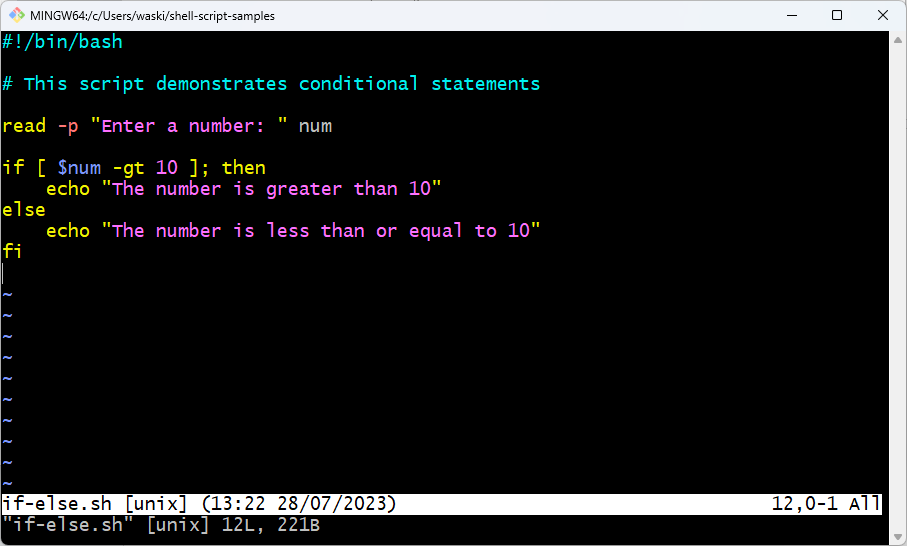 MINGW64:/c/Users/waski/shell-script-samples
#!/bin/bash
# This script demonstrates conditional statements
read -p "Enter a number: " num
if [ $num -gt 10 ]; then
    echo "The number is greater than 10"
else
    echo "The number is less than or equal to 10"
fi
~
~
~
~
~
~
~
~
~
~
if-else.sh [unix] (13:22 28/07/2023) 12,0-1 All
"if-else.sh" [unix] 12L, 221B